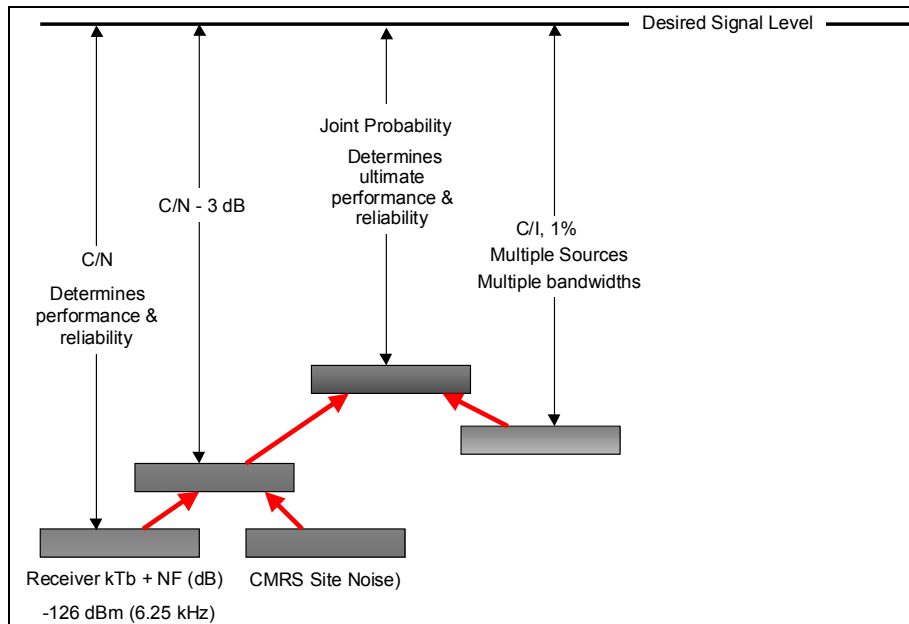 Desired Signal Level
Joint Probability
Determines
ultimate
performance &
reliability
C/N - 3 dB
C/I, 1%
Multiple Sources
Multiple bandwidths
C/N
Determines
performance &
reliability
Receiver kTb + NF (dB)
-126 dBm (6.25 kHz)
CMRS Site Noise)